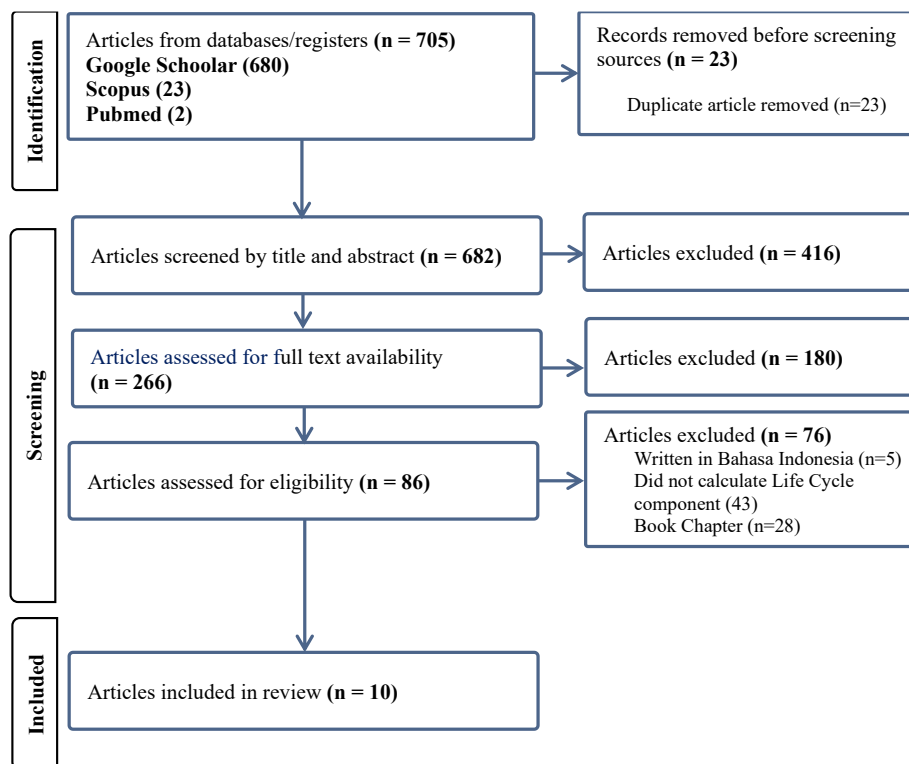 Identification
Articles from databases/registers (n = 705)
Google Schoolar (680)
Scopus (23)
Pubmed (2)
Records removed before screening
sources (n = 23)
Duplicate article removed (n=23)
Screening
Articles screened by title and abstract (n = 682)
Articles excluded (n = 416)
Articles assessed for full text availability
(n = 266)
Articles excluded (n = 180)
Articles assessed for eligibility (n = 86)
Articles excluded (n = 76)
Written in Bahasa Indonesia (n=5)
Did not calculate Life Cycle
component (43)
Book Chapter (n=28)
Included
Articles included in review (n = 10)